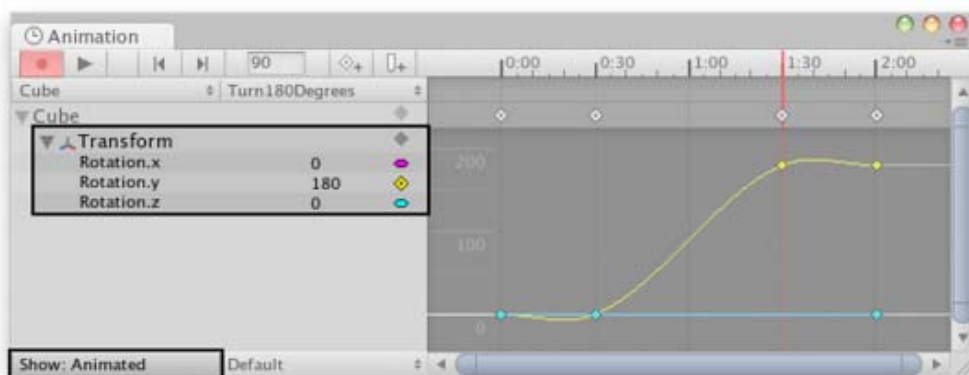 Animation
90
0:00 0:30 1:00 1:30 2:00
Cube Turn180Degrees
Cube
Transform
Rotation.x 0
Rotation.y 180
Rotation.z 0
200
100
0
Show: Animated Default